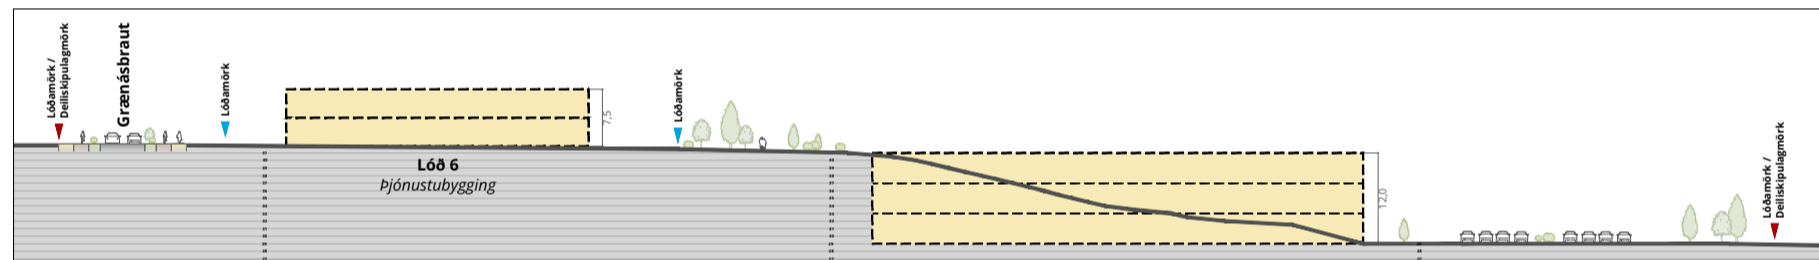 Lóðamörk /
Deiliskipulagmörk
Grænásbraut
Lóðamörk
7,5
Lóð 6
Þjónustubygging
Lóðamörk
12,0
Lóðamörk /
Deiliskipulagmörk